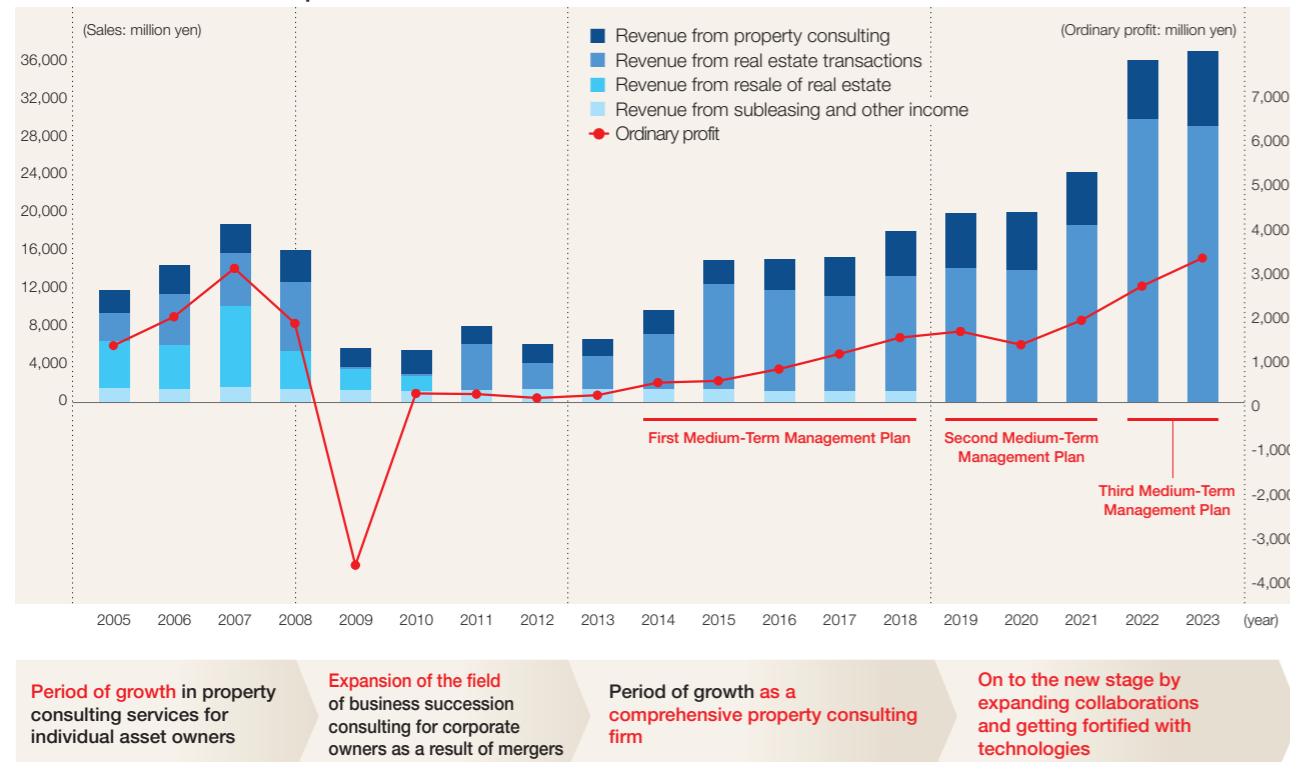 (Sales: million yen)
(Ordinary profit: million yen)
Revenue from property consulting
Revenue from real estate transactions
Revenue from resale of real estate
Revenue from subleasing and other income
Ordinary profit
36,000
32,000
28,000
24,000
20,000
16,000
12,000
8,000
4,000
0
7,000
6,000
5,000
4,000
3,000
2,000
1,000
0
-1,000
-2,000
-3,000
-4,000
First Medium-Term Management Plan
Second Medium-Term
Management Plan
Third Medium-Term
Management Plan
2005 2006 2007 2008 2009 2010 2011 2012 2013 2014 2015 2016 2017 2018 2019 2020 2021 2022 2023 (year)
Period of growth in property
consulting services for
individual asset owners
Expansion of the field
of business succession
consulting for corporate
owners as a result of mergers
Period of growth as a
comprehensive property consulting
firm
On to the new stage by
expanding collaborations
and getting fortified with
technologies